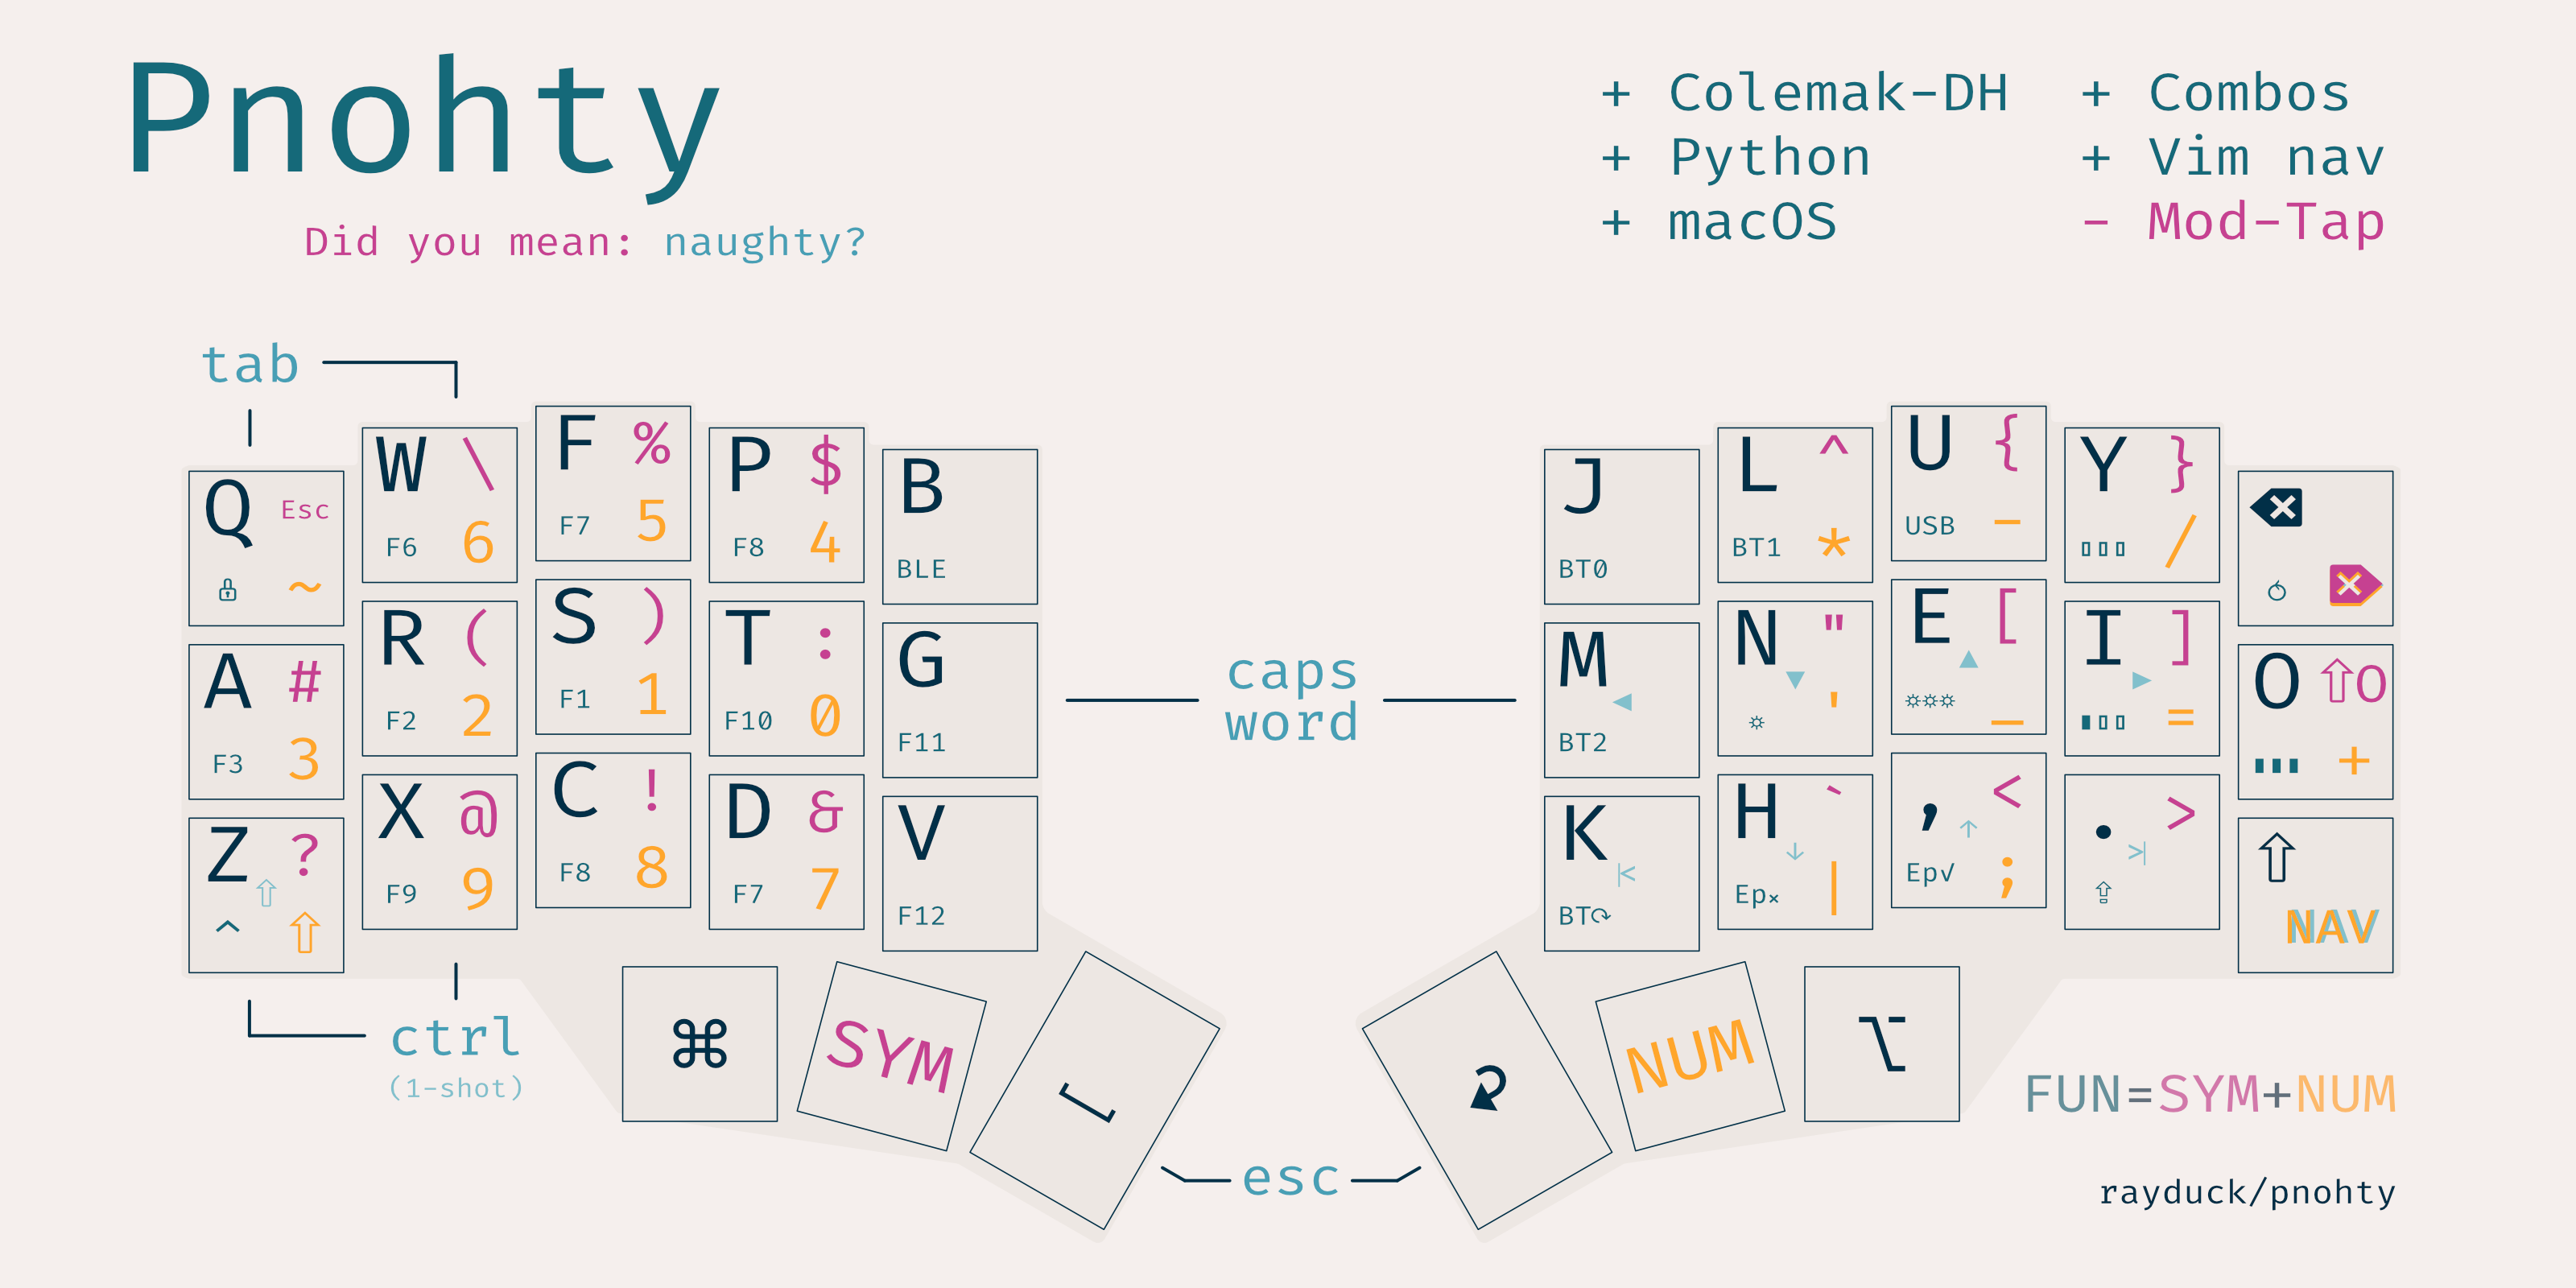 Pnohty
Did you mean: naughty?
+ Colemak-DH + Combos
+ Python + Vim nav
+ macOS - Mod-Tap
tab
Q Esc ~
W \ F6 6
F % F7 5
P $ F8 4
B BLE
J BT0
L ^ BT1 *
U { USB -
Y } /
⌫ ⌦
A # F3 3
R ( F2 2
S ) F1 1
T : F10 0
G F11
caps
word
M ◀ BT2
N " ▼ '
E [ ▲ _
I ] ▶ =
O ⇧O +
Z ? ⇧ ^ ⇧
X @ F9 9
C ! F8 8
D & F7 7
V F12
K |< BT⟳
H ` ↓ Ep× |
, < ↑ Ep√ ;
. > >| ⇪
⇧ NAV
ctrl
(1-shot)
⌘ SYM ⎵
NUM ⌥
esc
FUN=SYM+NUM
rayduck/pnohty